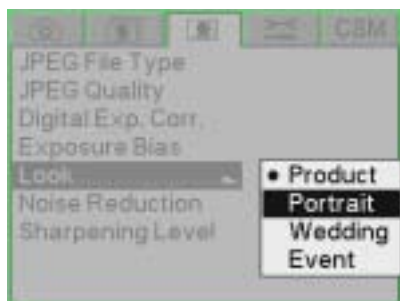 CSM
JPEG File Type
JPEG Quality
Digital Exp. Corr.
Exposure Bias
Look
• Product
Noise Reduction
Portrait
Sharpening Level
Wedding
Event